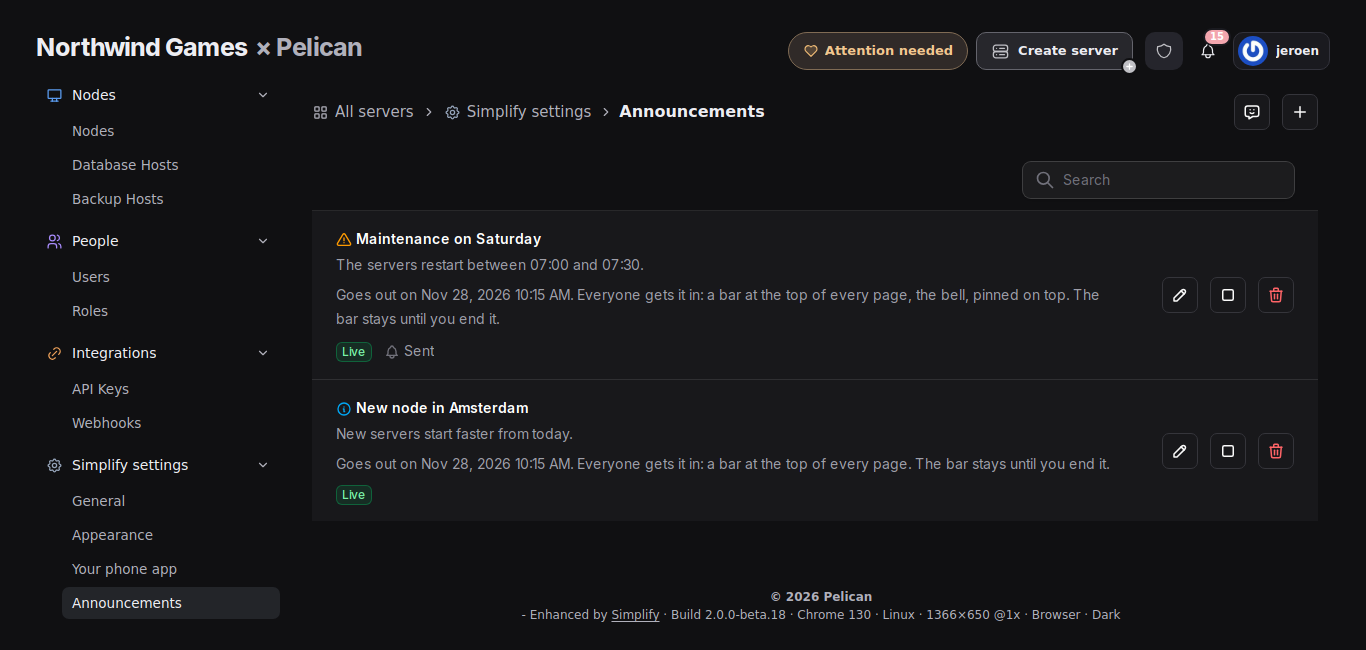 Northwind Games × Pelican
Attention needed
Create server
15
jeroen
Nodes
Nodes
Database Hosts
Backup Hosts
People
Users
Roles
Integrations
API Keys
Webhooks
Simplify settings
General
Appearance
Your phone app
Announcements
All servers > Simplify settings > Announcements
Search
Maintenance on Saturday
The servers restart between 07:00 and 07:30.
Goes out on Nov 28, 2026 10:15 AM. Everyone gets it in: a bar at the top of every page, the bell, pinned on top. The
bar stays until you end it.
Live Sent
New node in Amsterdam
New servers start faster from today.
Goes out on Nov 28, 2026 10:15 AM. Everyone gets it in: a bar at the top of every page. The bar stays until you end it.
Live
© 2026 Pelican
- Enhanced by Simplify · Build 2.0.0-beta.18 · Chrome 130 · Linux · 1366×650 @1x · Browser · Dark